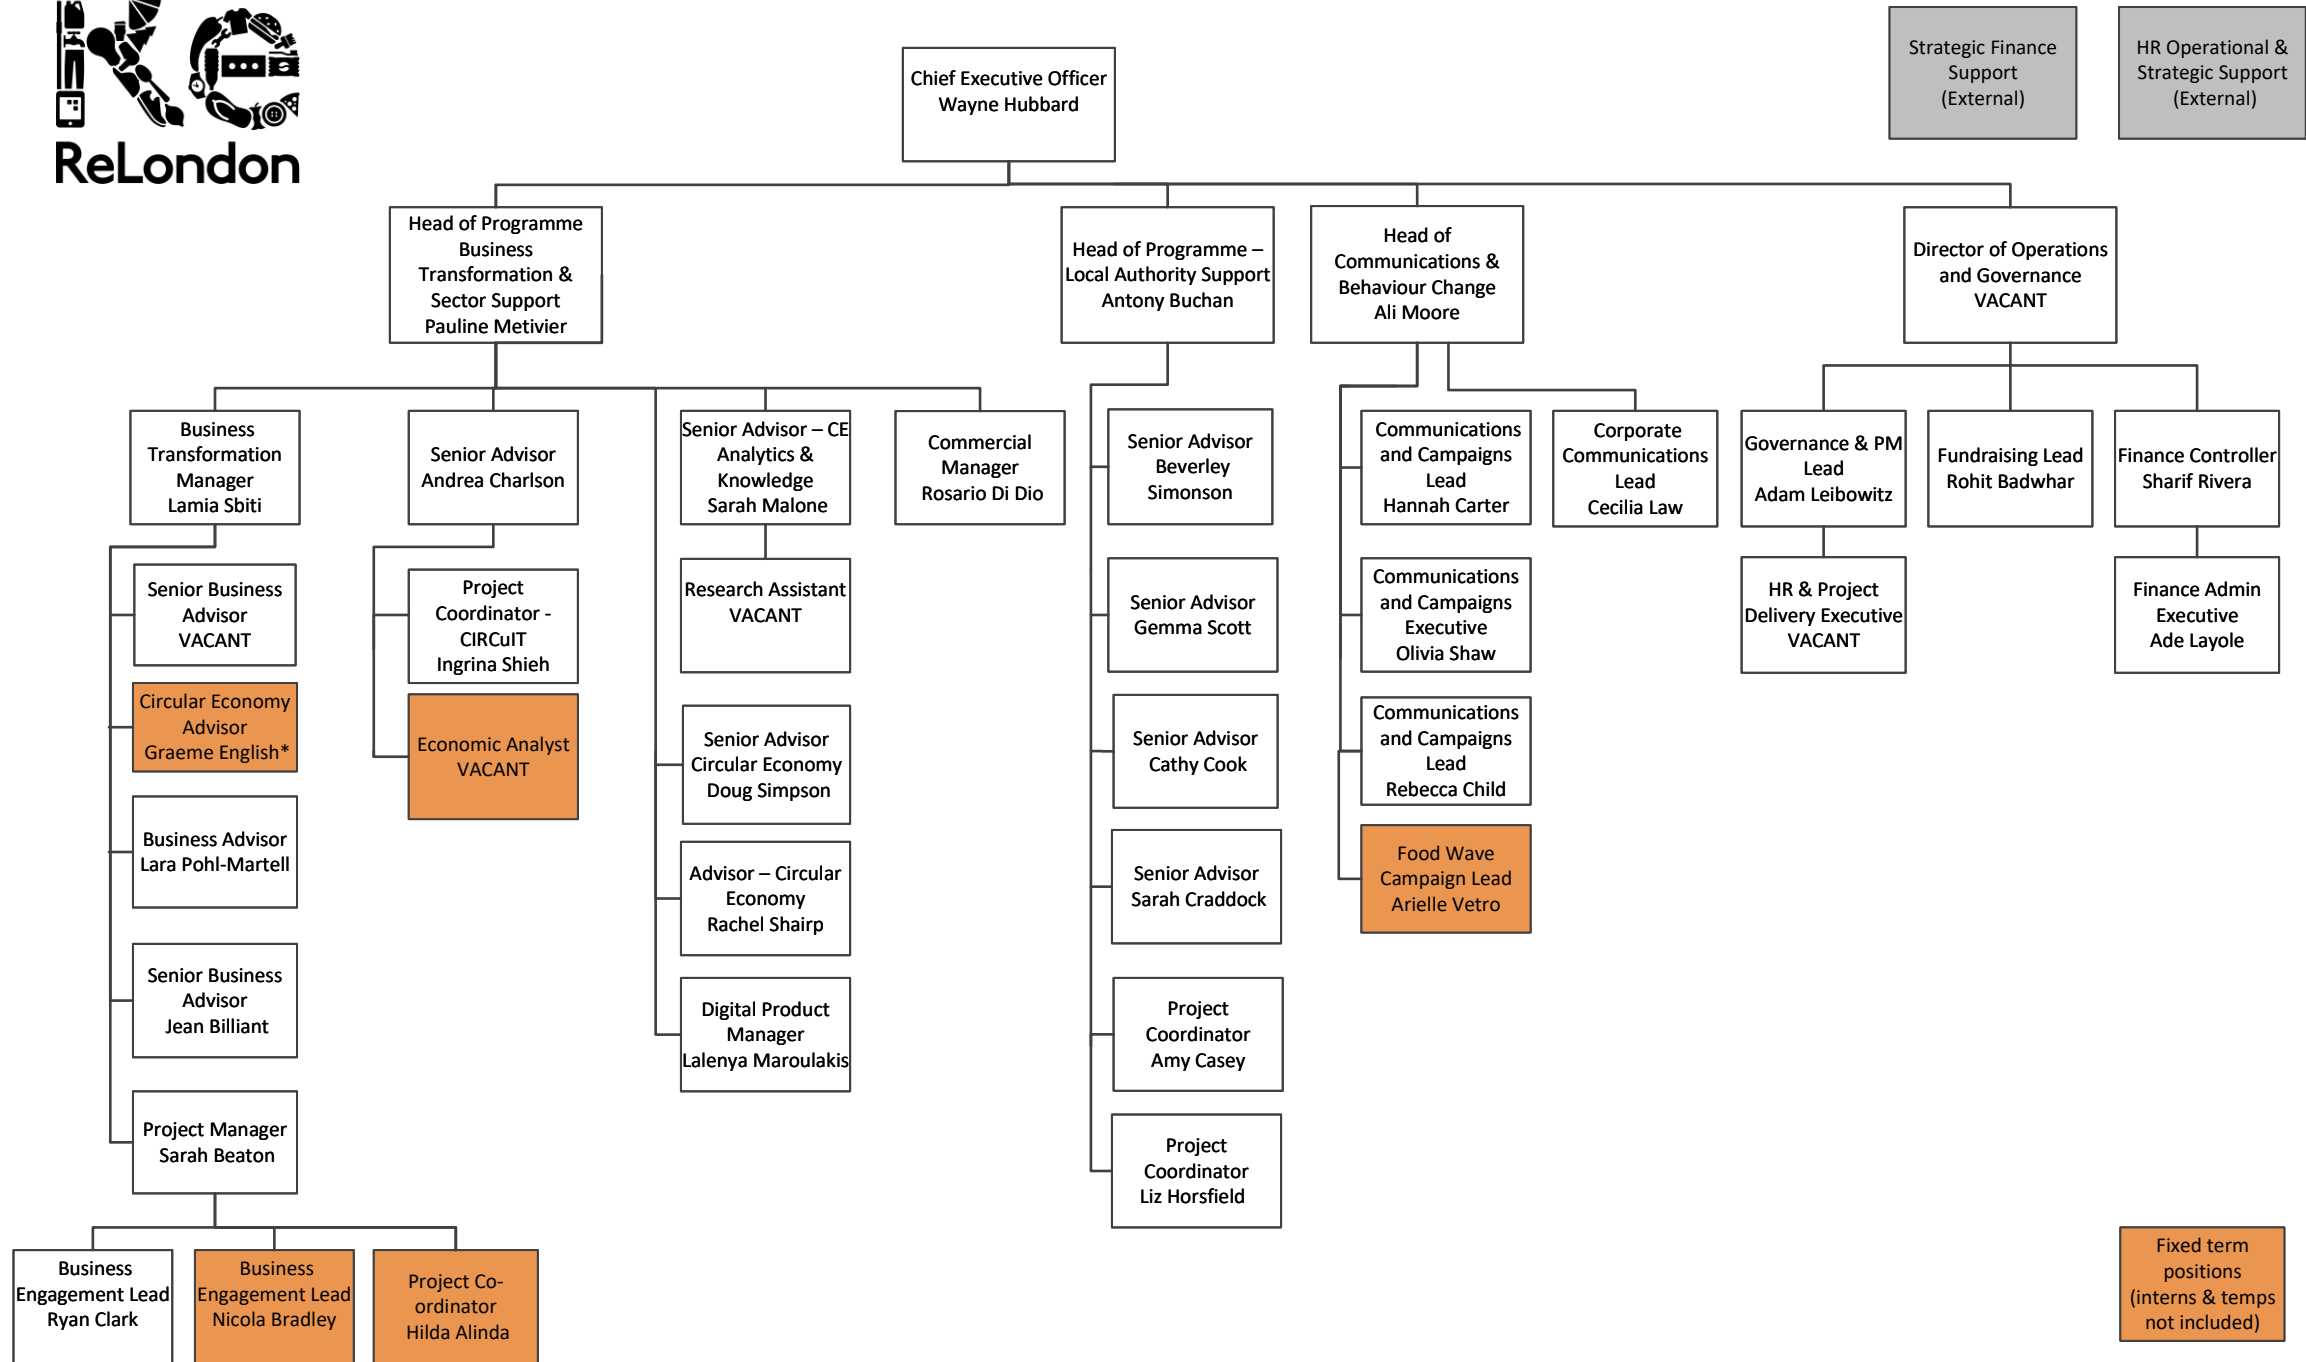 Re
ReLondon
Strategic Finance
Support
(External)
HR Operational &
Strategic Support
(External)
Chief Executive Officer
Wayne Hubbard
Head of Programme
Business
Transformation &
Sector Support
Pauline Metivier
Head of Programme –
Local Authority Support
Antony Buchan
Head of
Communications &
Behaviour Change
Ali Moore
Director of Operations
and Governance
VACANT
Business
Transformation
Manager
Lamia Sbiti
Senior Advisor
Andrea Charlson
Senior Advisor – CE
Analytics &
Knowledge
Sarah Malone
Commercial
Manager
Rosario Di Dio
Senior Advisor
Beverley
Simonson
Communications
and Campaigns
Lead
Hannah Carter
Corporate
Communications
Lead
Cecilia Law
Governance & PM
Lead
Adam Leibowitz
Fundraising Lead
Rohit Badwhar
Finance Controller
Sharif Rivera
Senior Business
Advisor
VACANT
Project
Coordinator -
CIRCuIT
Ingrina Shieh
Research Assistant
VACANT
Senior Advisor
Gemma Scott
Communications
and Campaigns
Executive
Olivia Shaw
HR & Project
Delivery Executive
VACANT
Finance Admin
Executive
Ade Layole
Circular Economy
Advisor
Graeme English*
Economic Analyst
VACANT
Senior Advisor
Circular Economy
Doug Simpson
Senior Advisor
Cathy Cook
Communications
and Campaigns
Lead
Rebecca Child
Business Advisor
Lara Pohl-Martell
Advisor – Circular
Economy
Rachel Shairp
Senior Advisor
Sarah Craddock
Food Wave
Campaign Lead
Arielle Vetro
Senior Business
Advisor
Jean Billiant
Digital Product
Manager
Lalenya Maroulakis
Project
Coordinator
Amy Casey
Project Manager
Sarah Beaton
Project
Coordinator
Liz Horsfield
Business
Engagement Lead
Ryan Clark
Business
Engagement Lead
Nicola Bradley
Project Co-
ordinator
Hilda Alinda
Fixed term
positions
(interns & temps
not included)